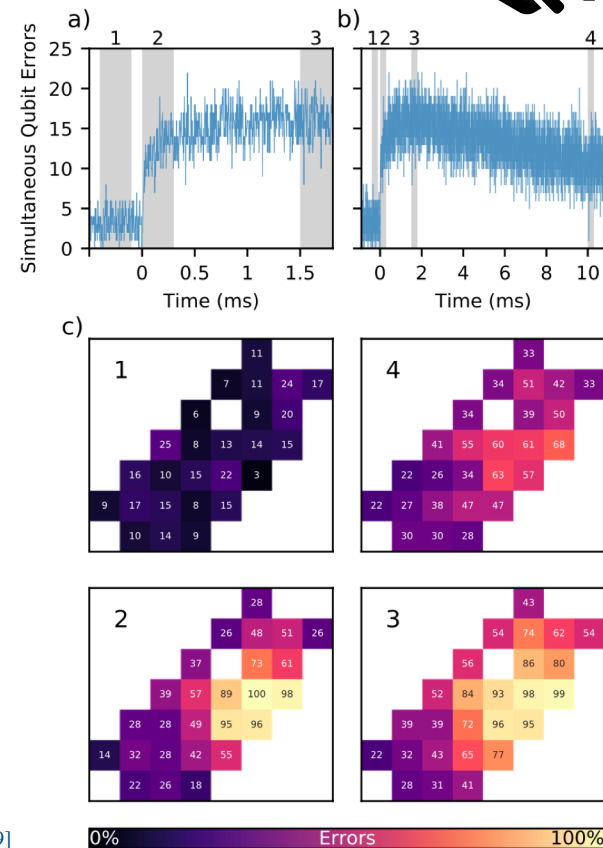 a)
b)
1 2 3
1 2 3 4
Simultaneous Qubit Errors
25
20
15
10
5
0
0 0.5 1 1.5
Time (ms)
0 2 4 6 8 10
Time (ms)
c)
1
11
7 11 24 17
6 9 20
25 8 13 14 15
16 10 15 22 3
9 17 15 8 15
10 14 9
4
33
34 51 42 33
34 39 50
41 55 60 61 68
22 26 34 63 57
22 27 38 47 47
30 30 28
2
28
26 48 51 26
37 73 61
39 57 89 100 98
28 28 49 95 96
14 32 28 42 55
22 26 18
3
43
54 74 62 54
56 86 80
52 84 93 98 99
39 39 72 96 95
22 32 43 65 77
28 31 41
0% Errors 100%
9]